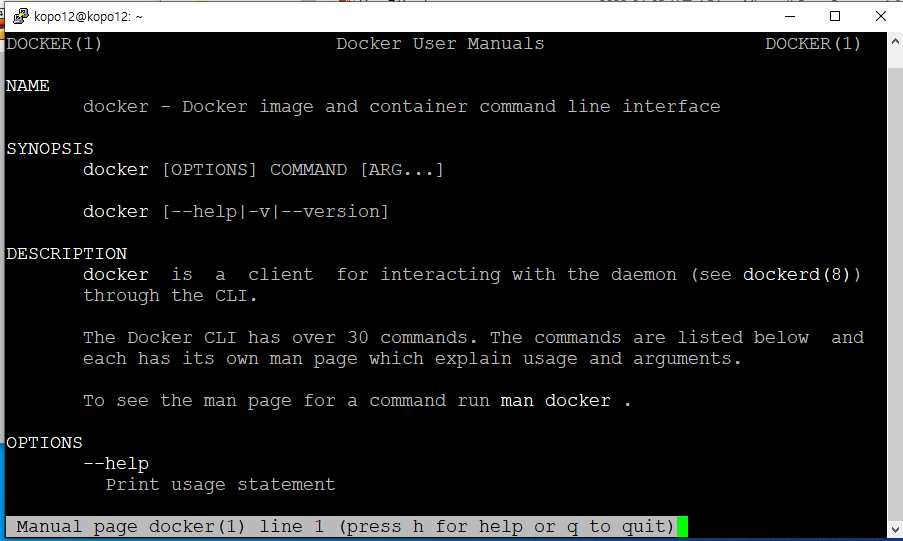 kopo12@kopo12: ~
DOCKER(1) Docker User Manuals DOCKER(1)
NAME
docker - Docker image and container command line interface
SYNOPSIS
docker [OPTIONS] COMMAND [ARG...]
docker [--help|-v|--version]
DESCRIPTION
docker is a client for interacting with the daemon (see dockerd(8))
through the CLI.
The Docker CLI has over 30 commands. The commands are listed below and
each has its own man page which explain usage and arguments.
To see the man page for a command run man docker .
OPTIONS
--help
Print usage statement
Manual page docker(1) line 1 (press h for help or q to quit)